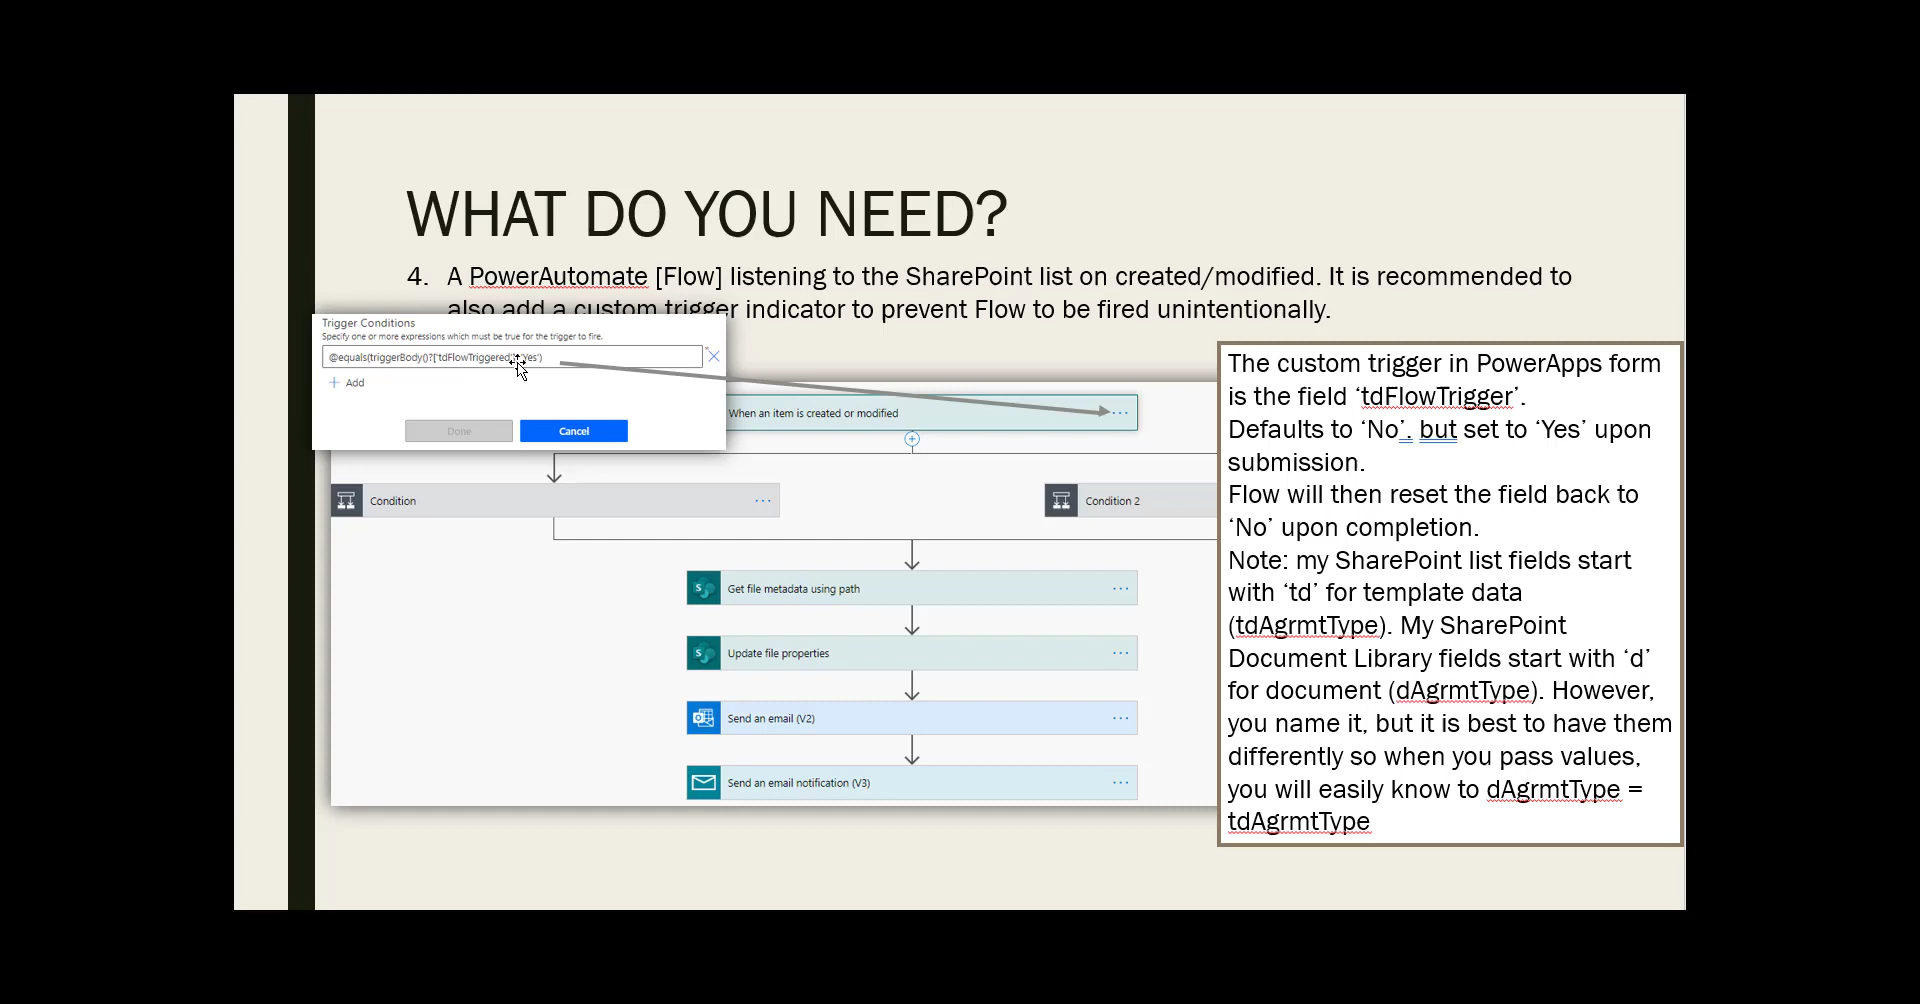 WHAT DO YOU NEED?
4. A PowerAutomate [Flow] listening to the SharePoint list on created/modified. It is recommended to
also add a custom trigger indicator to prevent Flow to be fired unintentionally.
Trigger Conditions
Specify one or more expressions which must be true for the trigger to fire.
@equals(triggerBody()?['tdFlowTriggered' 'Yes')
Add
Done
Cancel
When an item is created or modified
Condition
Condition 2
Get file metadata using path
Update file properties
Send an email (V2)
Send an email notification (V3)
The custom trigger in PowerApps form
is the field ‘tdFlowTrigger’.
Defaults to ‘No’. but set to ‘Yes’ upon
submission.
Flow will then reset the field back to
‘No’ upon completion.
Note: my SharePoint list fields start
with ‘td’ for template data
(tdAgrmtType). My SharePoint
Document Library fields start with ‘d’
for document (dAgrmtType). However,
you name it, but it is best to have them
differently so when you pass values,
you will easily know to dAgrmtType =
tdAgrmtType